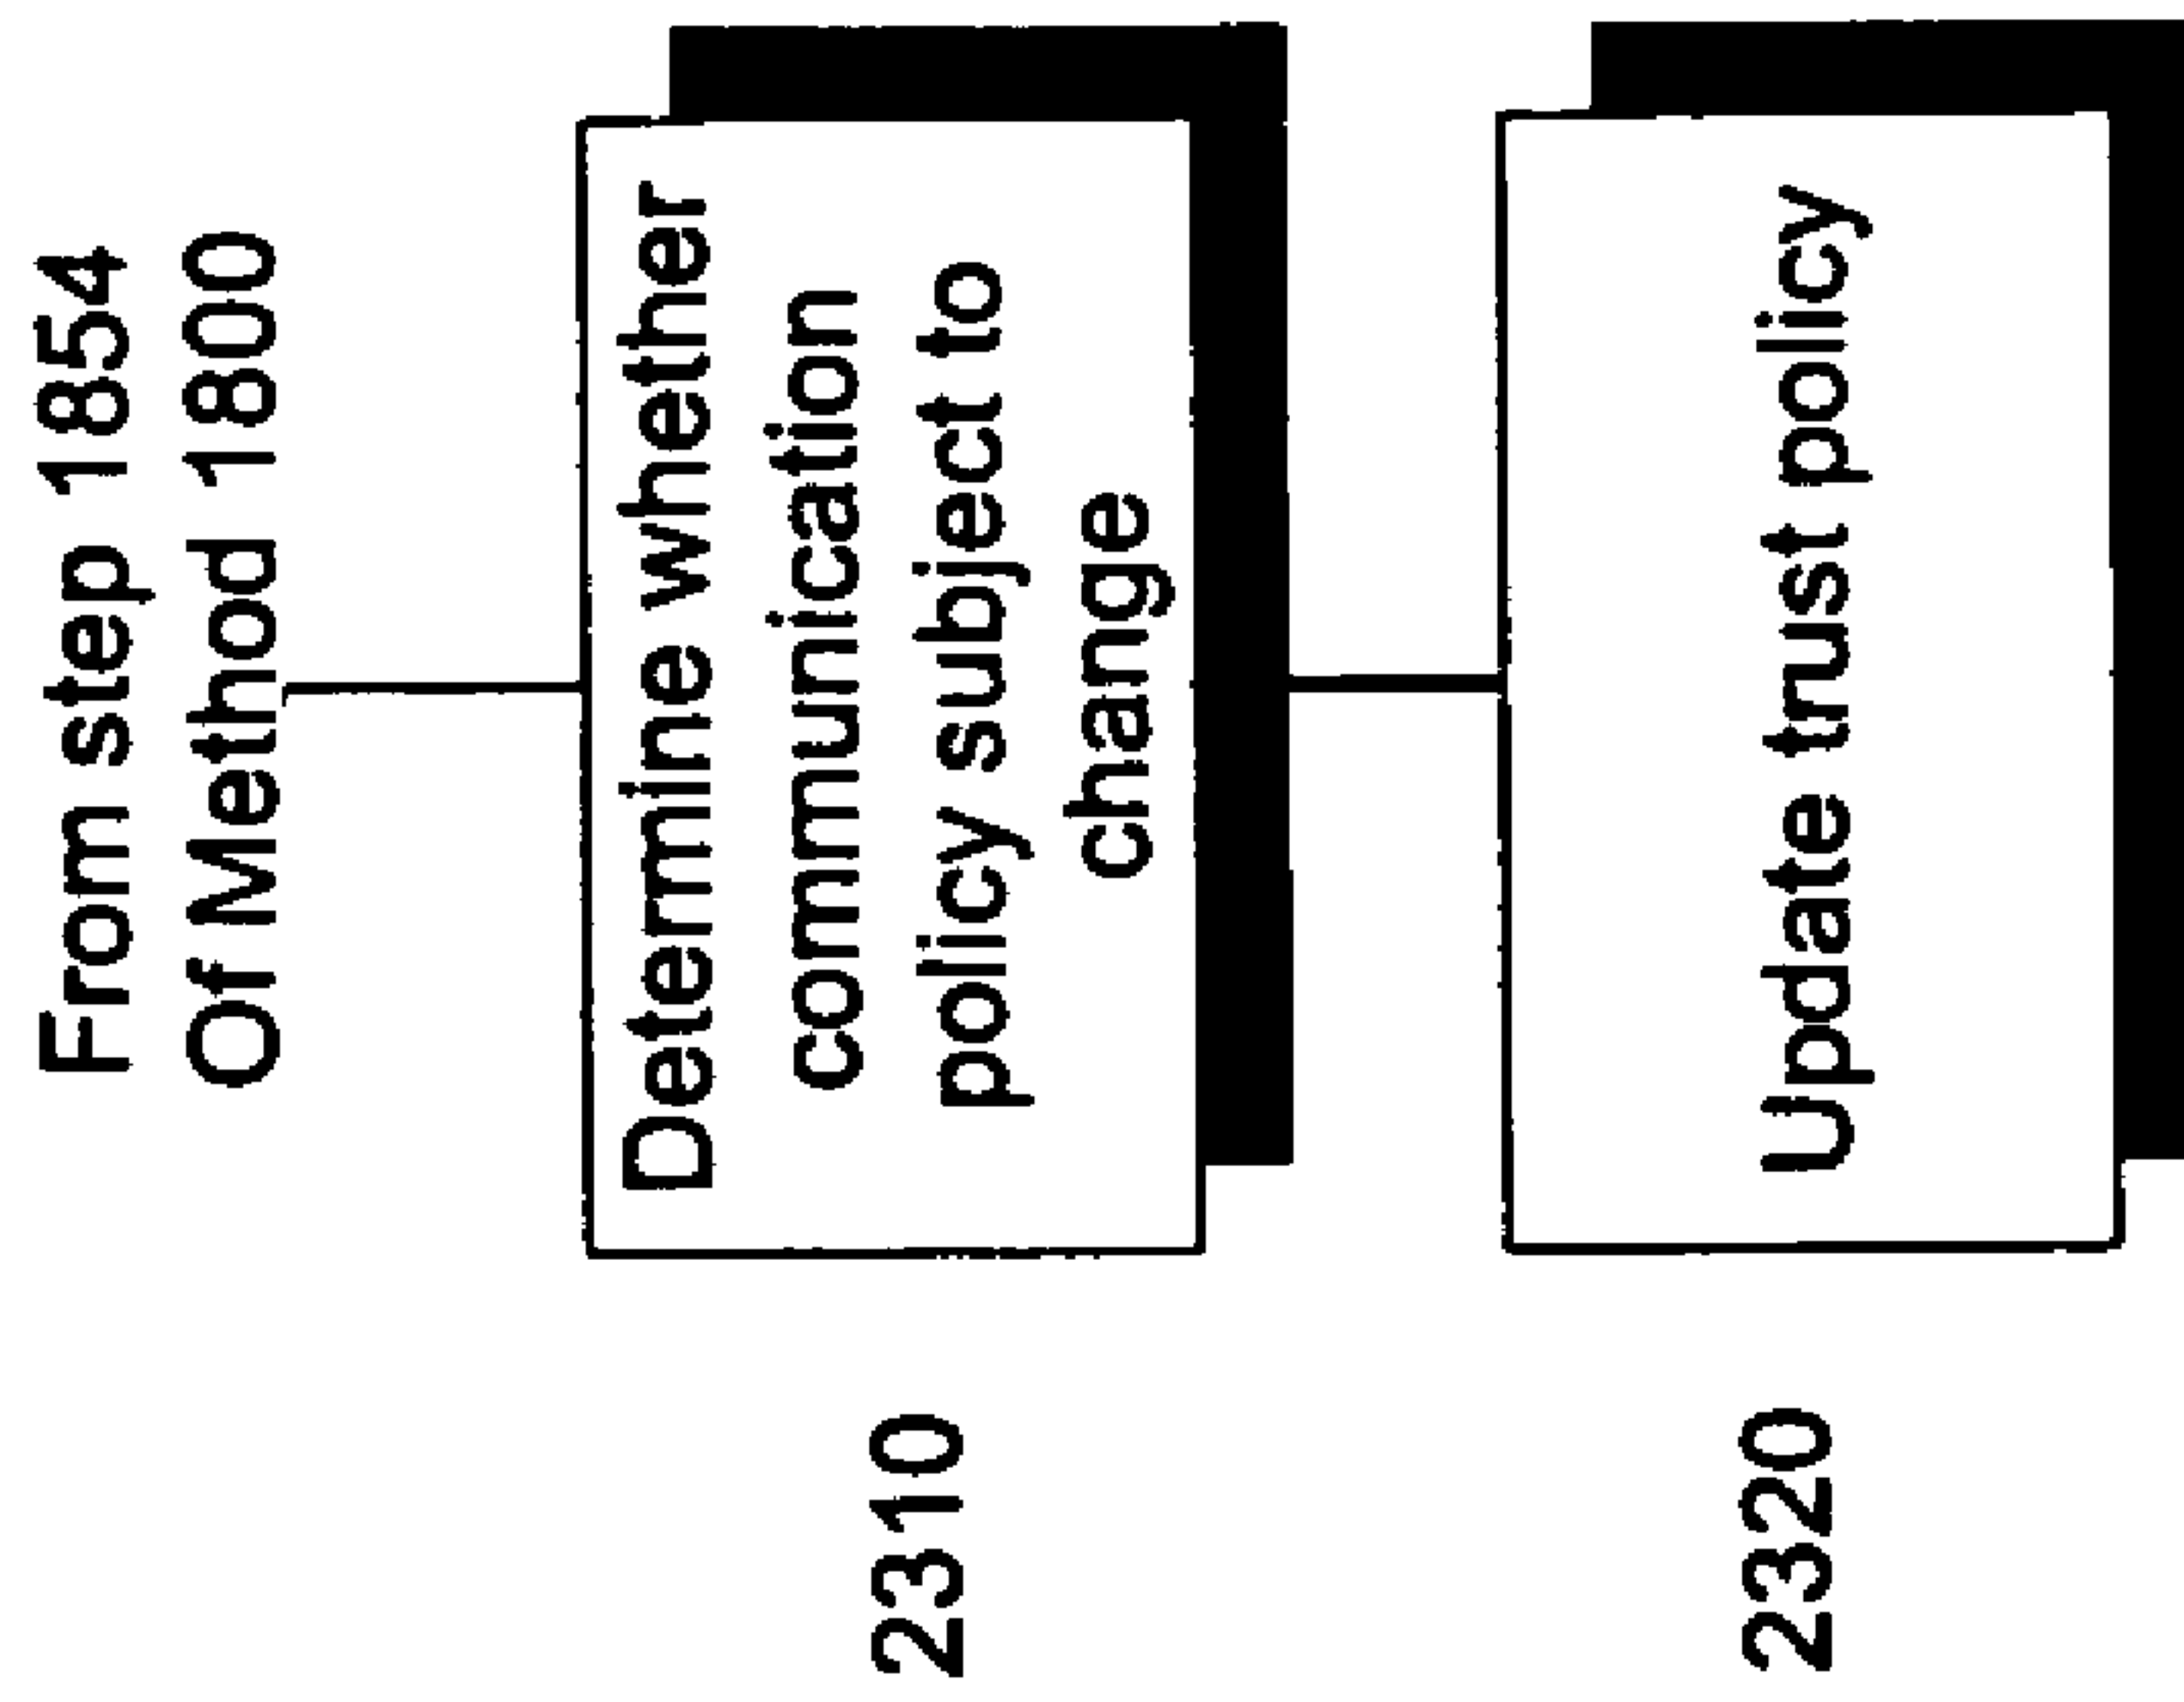 From step 1854
Of Method 1800
2310
Determine whether
communication
policy subject to
change
2320
Update trust policy